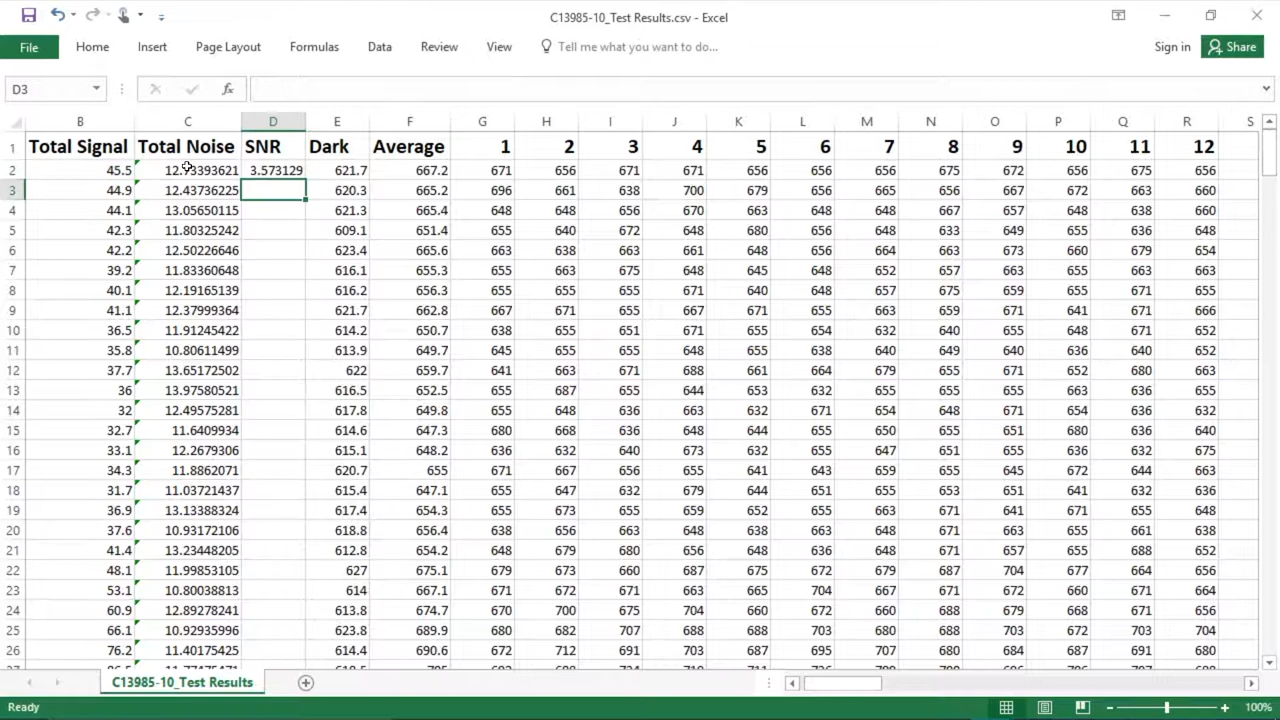 C13985-10_Test Results.csv - Excel
File Home Insert Page Layout Formulas Data Review View Tell me what you want to do... Sign in Share
D3 fx
B C D E F G H I J K L M N O P Q R S
1 Total Signal Total Noise SNR Dark Average 1 2 3 4 5 6 7 8 9 10 11 12
2 45.5 3.573129 621.7 667.2 671 656 671 671 656 656 656 675 672 656 675 656
3 44.9 12.43736225 620.3 665.2 696 661 638 700 679 655 665 656 667 672 663 660
4 44.1 13.05650115 621.3 665.4 648 648 656 670 663 648 648 667 657 648 638 660
5 42.3 11.80325242 609.1 651.4 655 640 672 648 680 656 648 633 649 655 636 648
6 42.2 12.50226646 623.4 665.6 663 638 663 661 648 656 664 663 673 660 679 654
7 39.2 11.83360648 616.1 655.3 655 663 675 648 645 648 652 657 663 655 663 663
8 40.1 12.19165139 616.2 656.3 655 655 671 640 648 657 675 659 655 671 655
9 41.1 12.37999364 621.7 662.8 667 671 655 667 671 655 663 659 671 641 671 666
10 36.5 11.91245422 614.2 650.7 638 655 651 671 655 654 632 640 655 648 671 652
11 35.8 10.80611499 613.9 649.7 645 655 655 648 655 638 640 649 640 636 640 652
12 37.7 13.65172502 622 659.7 641 663 671 688 661 664 679 655 671 652 680 663
13 36 13.97580521 616.5 652.5 655 687 655 644 653 632 655 655 655 663 636 655
14 32 12.49575281 617.8 649.8 655 648 636 663 632 671 654 648 671 654 636 632
15 32.7 11.6409934 614.6 647.3 680 668 636 648 644 655 650 655 651 680 636 640
16 33.1 12.2679306 615.1 648.2 636 632 640 673 632 655 647 651 655 636 632 675
17 34.3 11.8862071 620.7 655 671 667 656 655 641 643 659 655 645 672 644 663
18 31.7 11.03721437 615.4 647.1 655 647 632 679 644 651 655 653 651 641 632 636
19 36.9 13.13388324 617.4 654.3 655 673 655 659 652 655 663 671 641 671 663 655
20 37.6 10.93172106 618.8 656.4 638 656 663 648 638 663 648 671 663 655 661 638
21 41.4 13.23448205 612.8 654.2 648 679 680 656 648 636 648 671 657 655 688 652
22 48.1 11.99853105 627 675.1 679 673 660 687 675 672 679 687 704 677 664 656
23 53.1 10.80038813 614 667.1 671 672 671 663 665 704 667 671 672 660 671 664
24 60.9 12.89278241 613.8 674.7 670 700 675 704 660 672 660 688 679 668 671 656
25 66.1 10.92935996 623.8 689.9 680 682 707 688 688 703 680 688 703 672 703 704
26 76.2 11.40175425 614.4 690.6 672 712 691 703 687 695 707 680 684 687 691 680
C13985-10_Test Results
Ready 100%